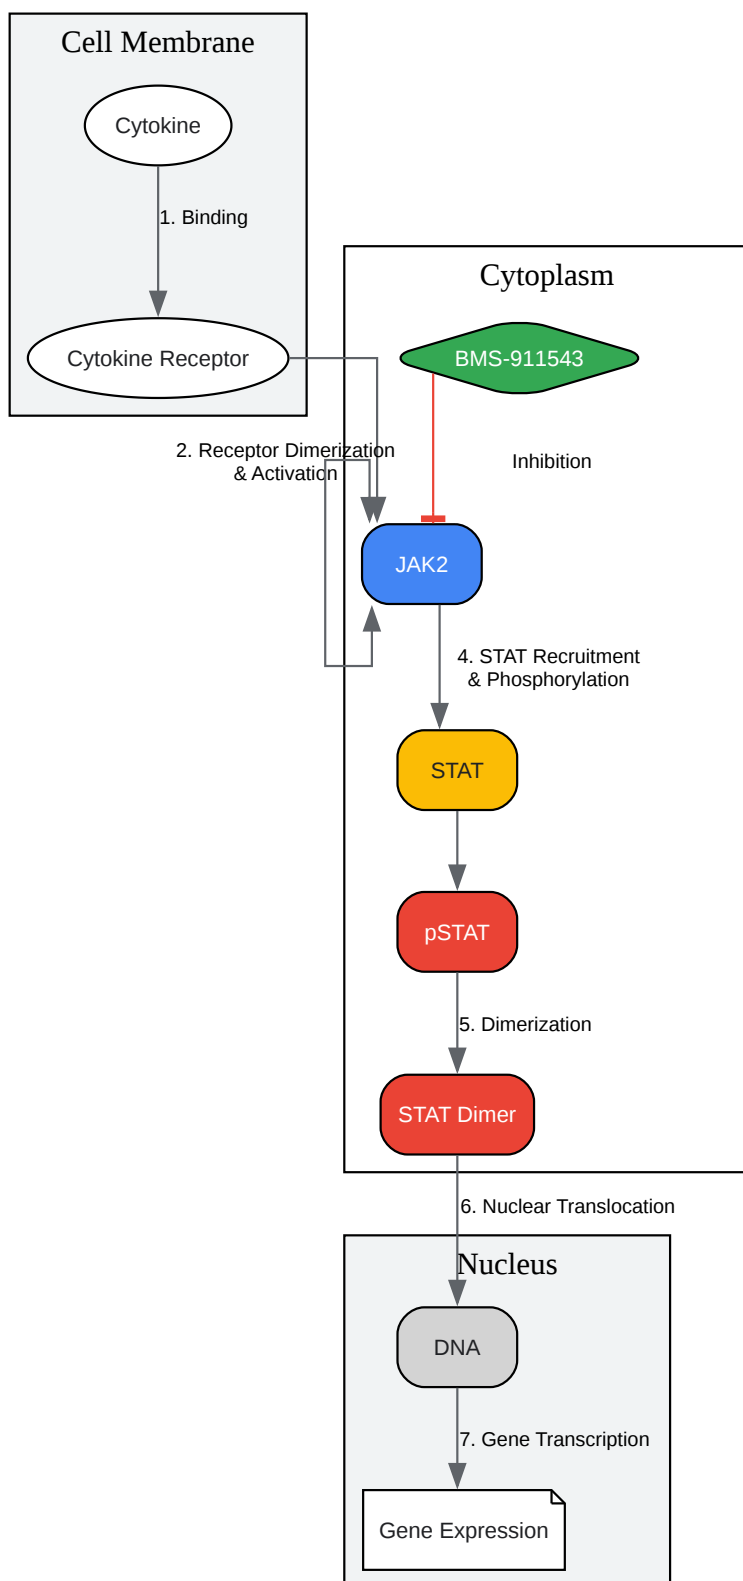 Cell Membrane
Cytokine
1. Binding
Cytokine Receptor
Cytoplasm
BMS-911543
2. Receptor Dimerization
& Activation
Inhibition
JAK2
4. STAT Recruitment
& Phosphorylation
STAT
pSTAT
5. Dimerization
STAT Dimer
6. Nuclear Translocation
Nucleus
DNA
7. Gene Transcription
Gene Expression